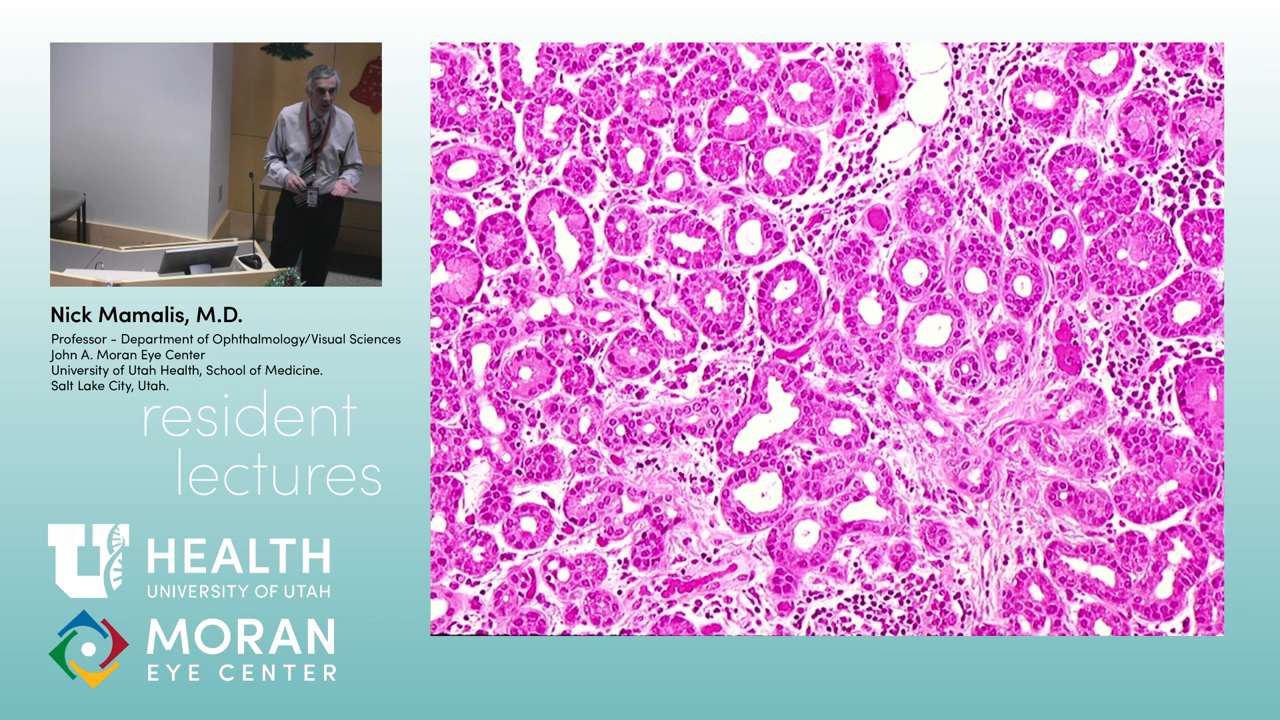 Nick Mamalis, M.D.
Professor - Department of Ophthalmology/Visual Sciences
John A. Moran Eye Center
University of Utah Health, School of Medicine.
Salt Lake City, Utah.
resident
lectures
U HEALTH
UNIVERSITY OF UTAH
MORAN
EYE CENTER